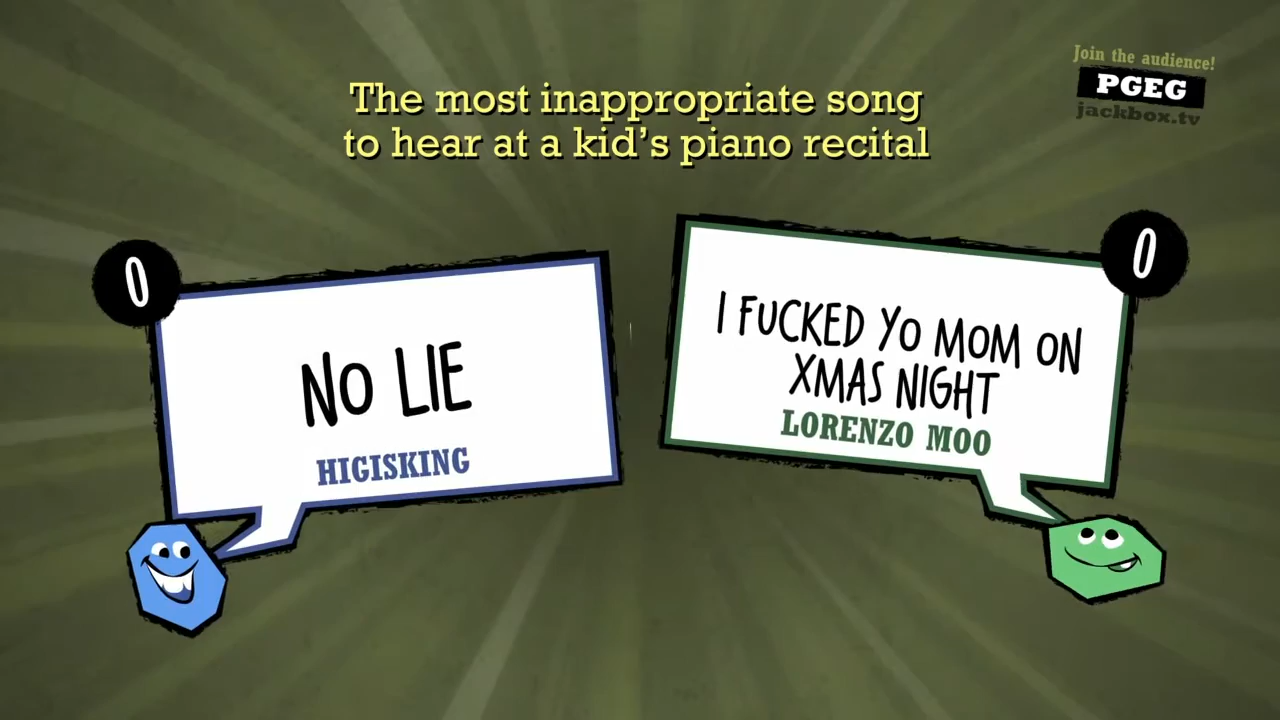 Join the audience!
PGEG
jackbox.tv
The most inappropriate song
to hear at a kid's piano recital
0
NO LIE
HIGISKING
0
I FUCKED YO MOM ON
XMAS NIGHT
LORENZO MOO